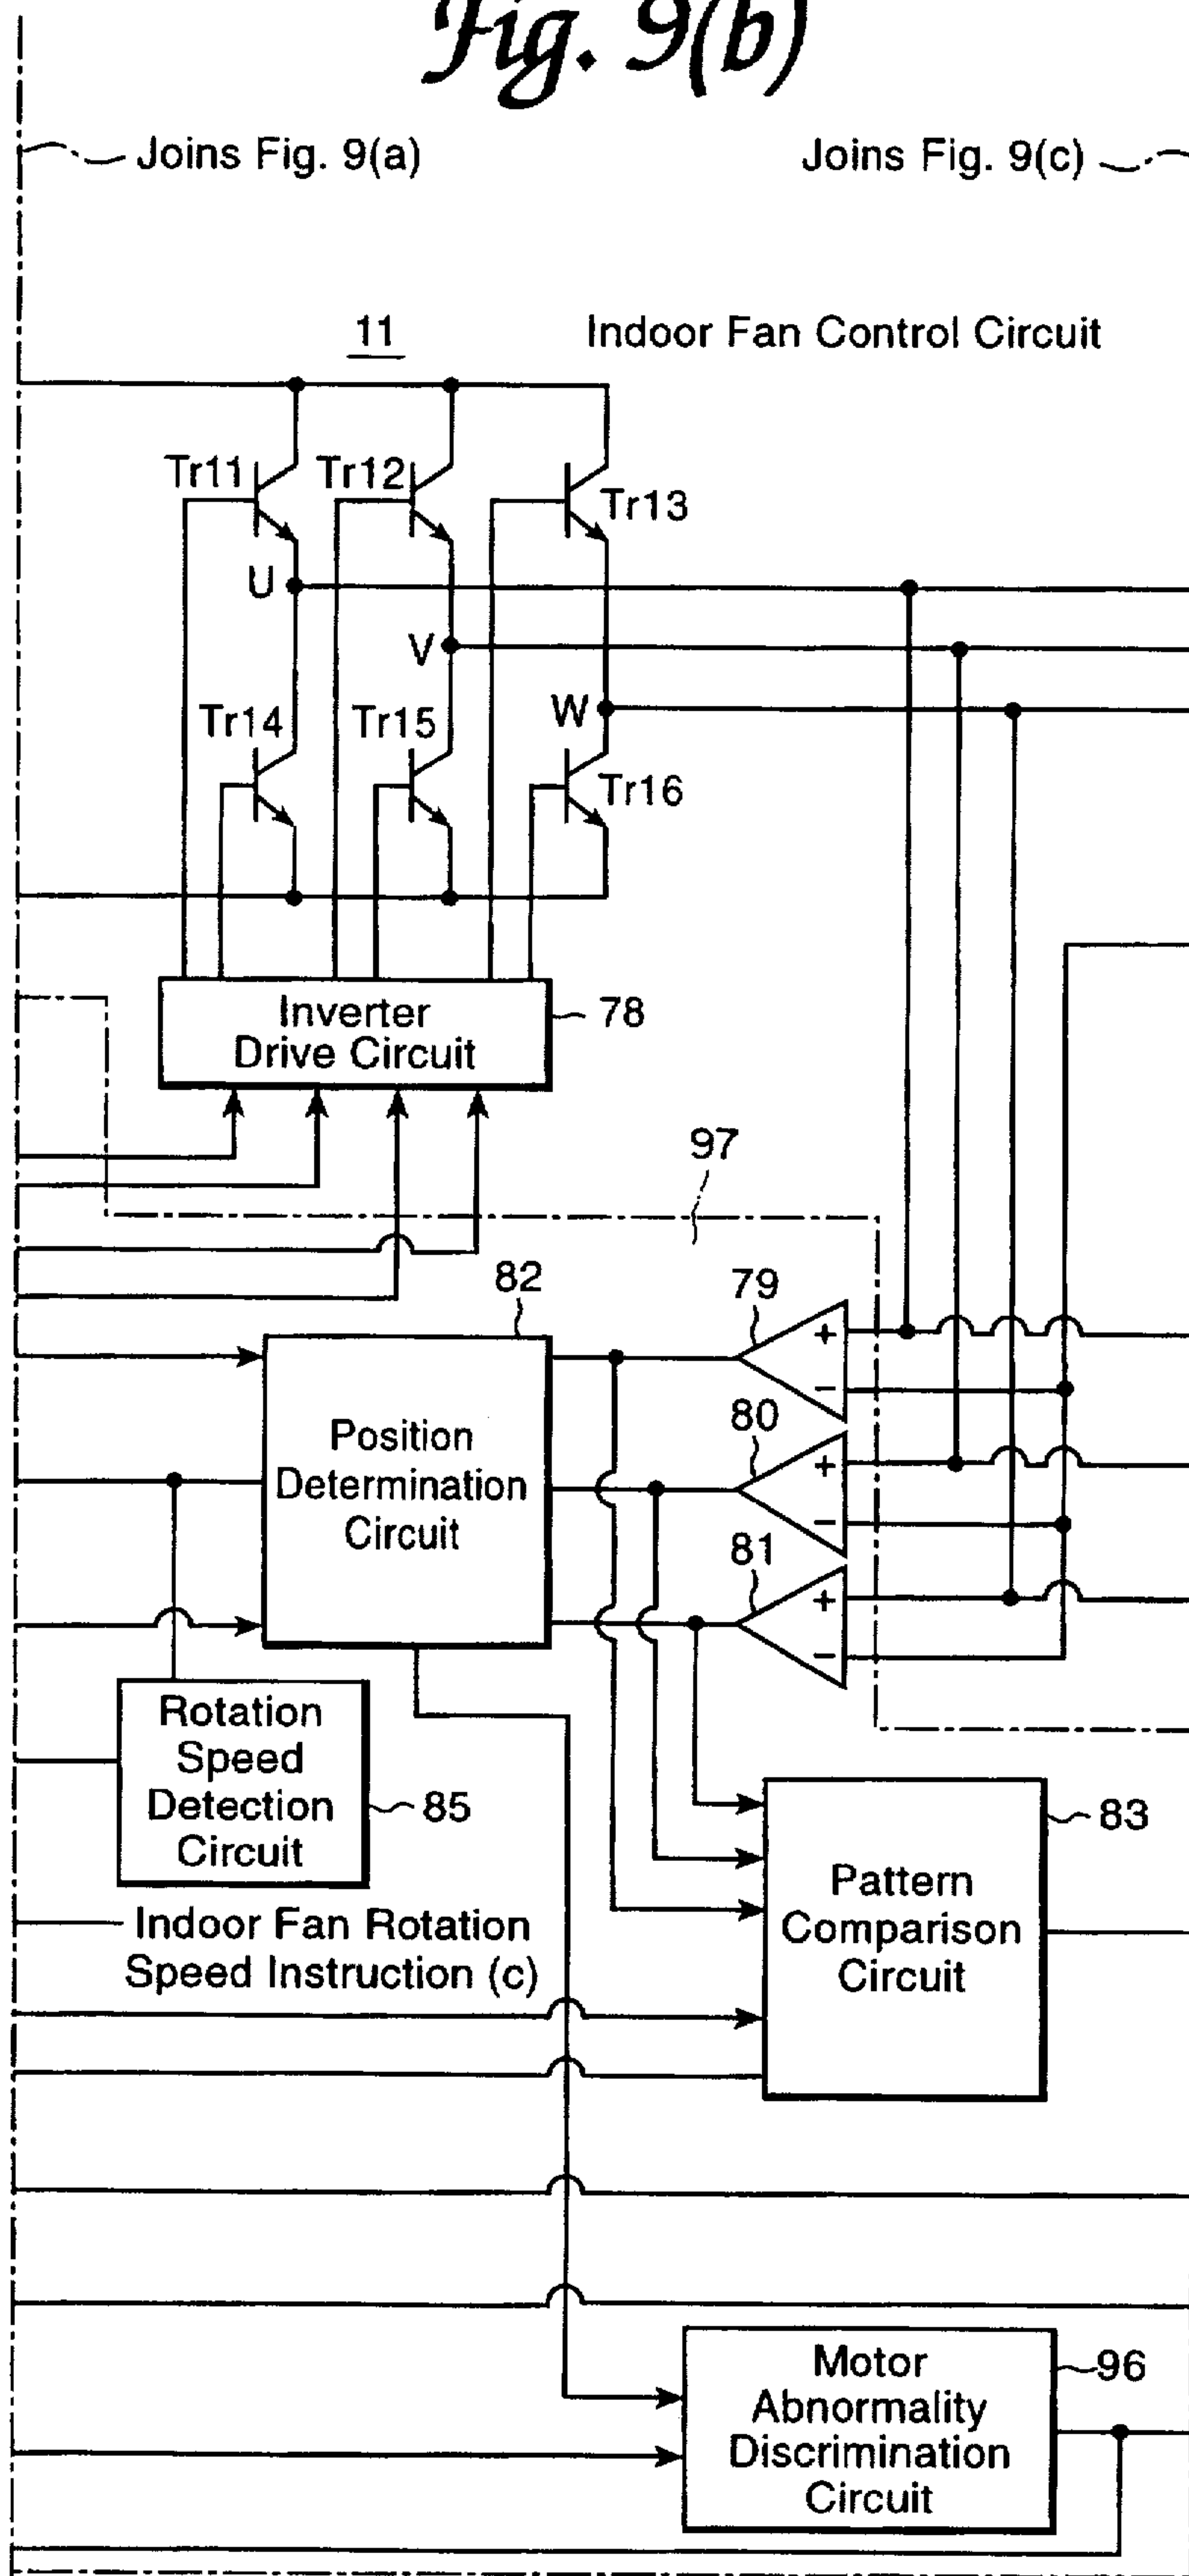 Fig. 9(b)
Joins Fig. 9(a)
Joins Fig. 9(c)
11
Indoor Fan Control Circuit
Tr11
Tr12
Tr13
U
V
W
Tr14
Tr15
Tr16
Inverter
Drive Circuit
78
97
82
79
+
−
Position
Determination
Circuit
80
+
−
81
+
−
Rotation
Speed
Detection
Circuit
85
83
Pattern
Comparison
Circuit
Indoor Fan Rotation
Speed Instruction (c)
Motor
Abnormality
Discrimination
Circuit
96